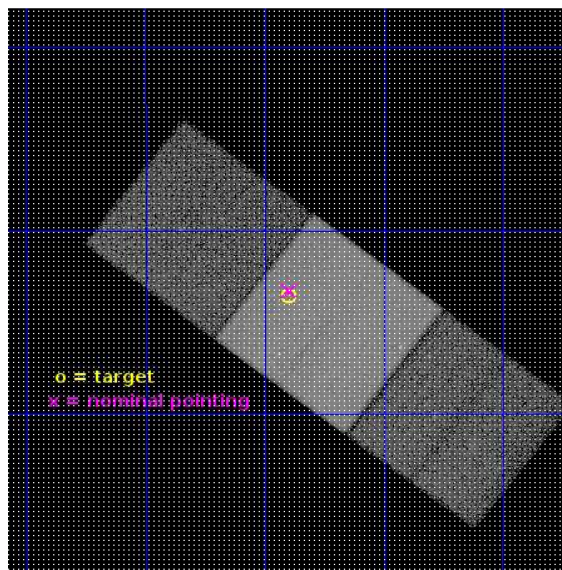 o = target
x = nominal pointing